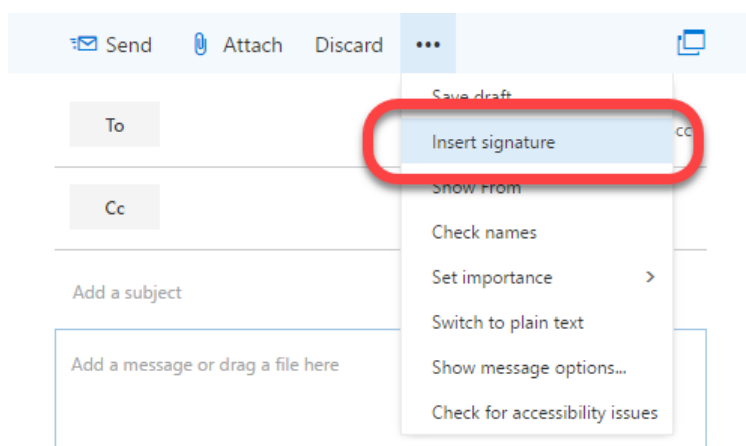 Send Attach Discard •••
Save draft
To
cc
Insert signature
Show From
Cc
Check names
Set importance >
Add a subject
Switch to plain text
Add a message or drag a file here
Show message options...
Check for accessibility issues